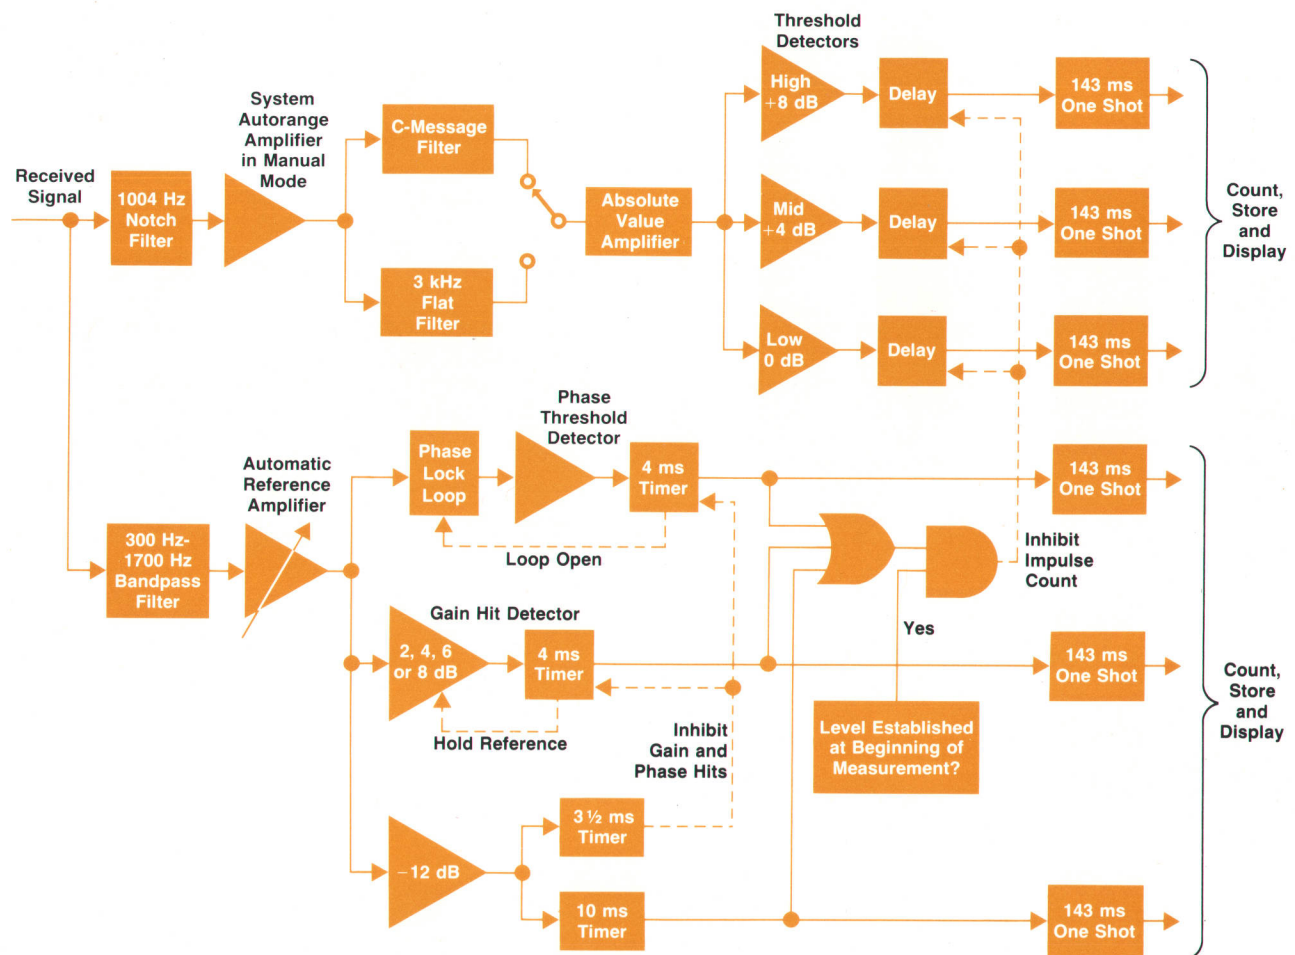 Threshold
Detectors
System
Autorange
Amplifier
in Manual
Mode
Received
Signal
1004 Hz
Notch
Filter
C-Message
Filter
3 kHz
Flat
Filter
Absolute
Value
Amplifier
High
+8 dB
Delay
143 ms
One Shot
Mid
+4 dB
Delay
143 ms
One Shot
Low
0 dB
Delay
143 ms
One Shot
Count,
Store
and
Display
Automatic
Reference
Amplifier
300 Hz-
1700 Hz
Bandpass
Filter
Phase
Lock
Loop
Phase
Threshold
Detector
4 ms
Timer
Loop Open
143 ms
One Shot
Inhibit
Impulse
Count
Yes
Gain Hit Detector
2, 4, 6
or 8 dB
4 ms
Timer
Hold Reference
Inhibit
Gain and
Phase Hits
Level Established
at Beginning of
Measurement?
143 ms
One Shot
−12 dB
3½ ms
Timer
10 ms
Timer
143 ms
One Shot
Count,
Store
and
Display